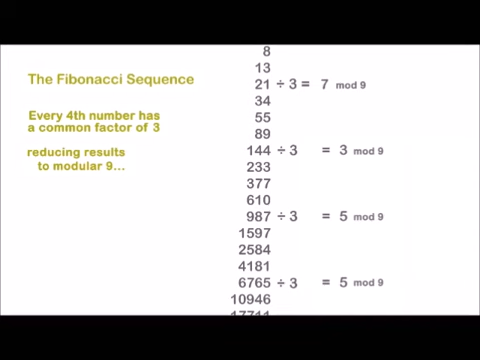 8
13
The Fibonacci Sequence
21 ÷ 3 = 7 mod 9
34
Every 4th number has
55
a common factor of 3
89
reducing results
144 ÷ 3 = 3 mod 9
to modular 9...
233
377
610
987 ÷ 3 = 5 mod 9
1597
2584
4181
6765 ÷ 3 = 5 mod 9
10946
17711